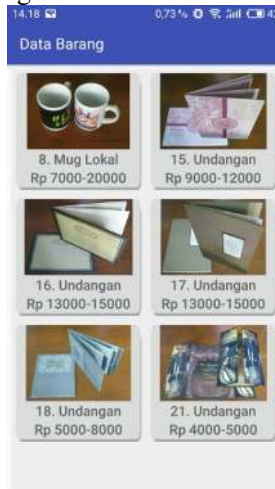 14.18
0,73%
Data Barang
8. Mug Lokal
Rp 7000-20000
15. Undangan
Rp 9000-12000
16. Undangan
Rp 13000-15000
17. Undangan
Rp 13000-15000
18. Undangan
Rp 5000-8000
21. Undangan
Rp 4000-5000